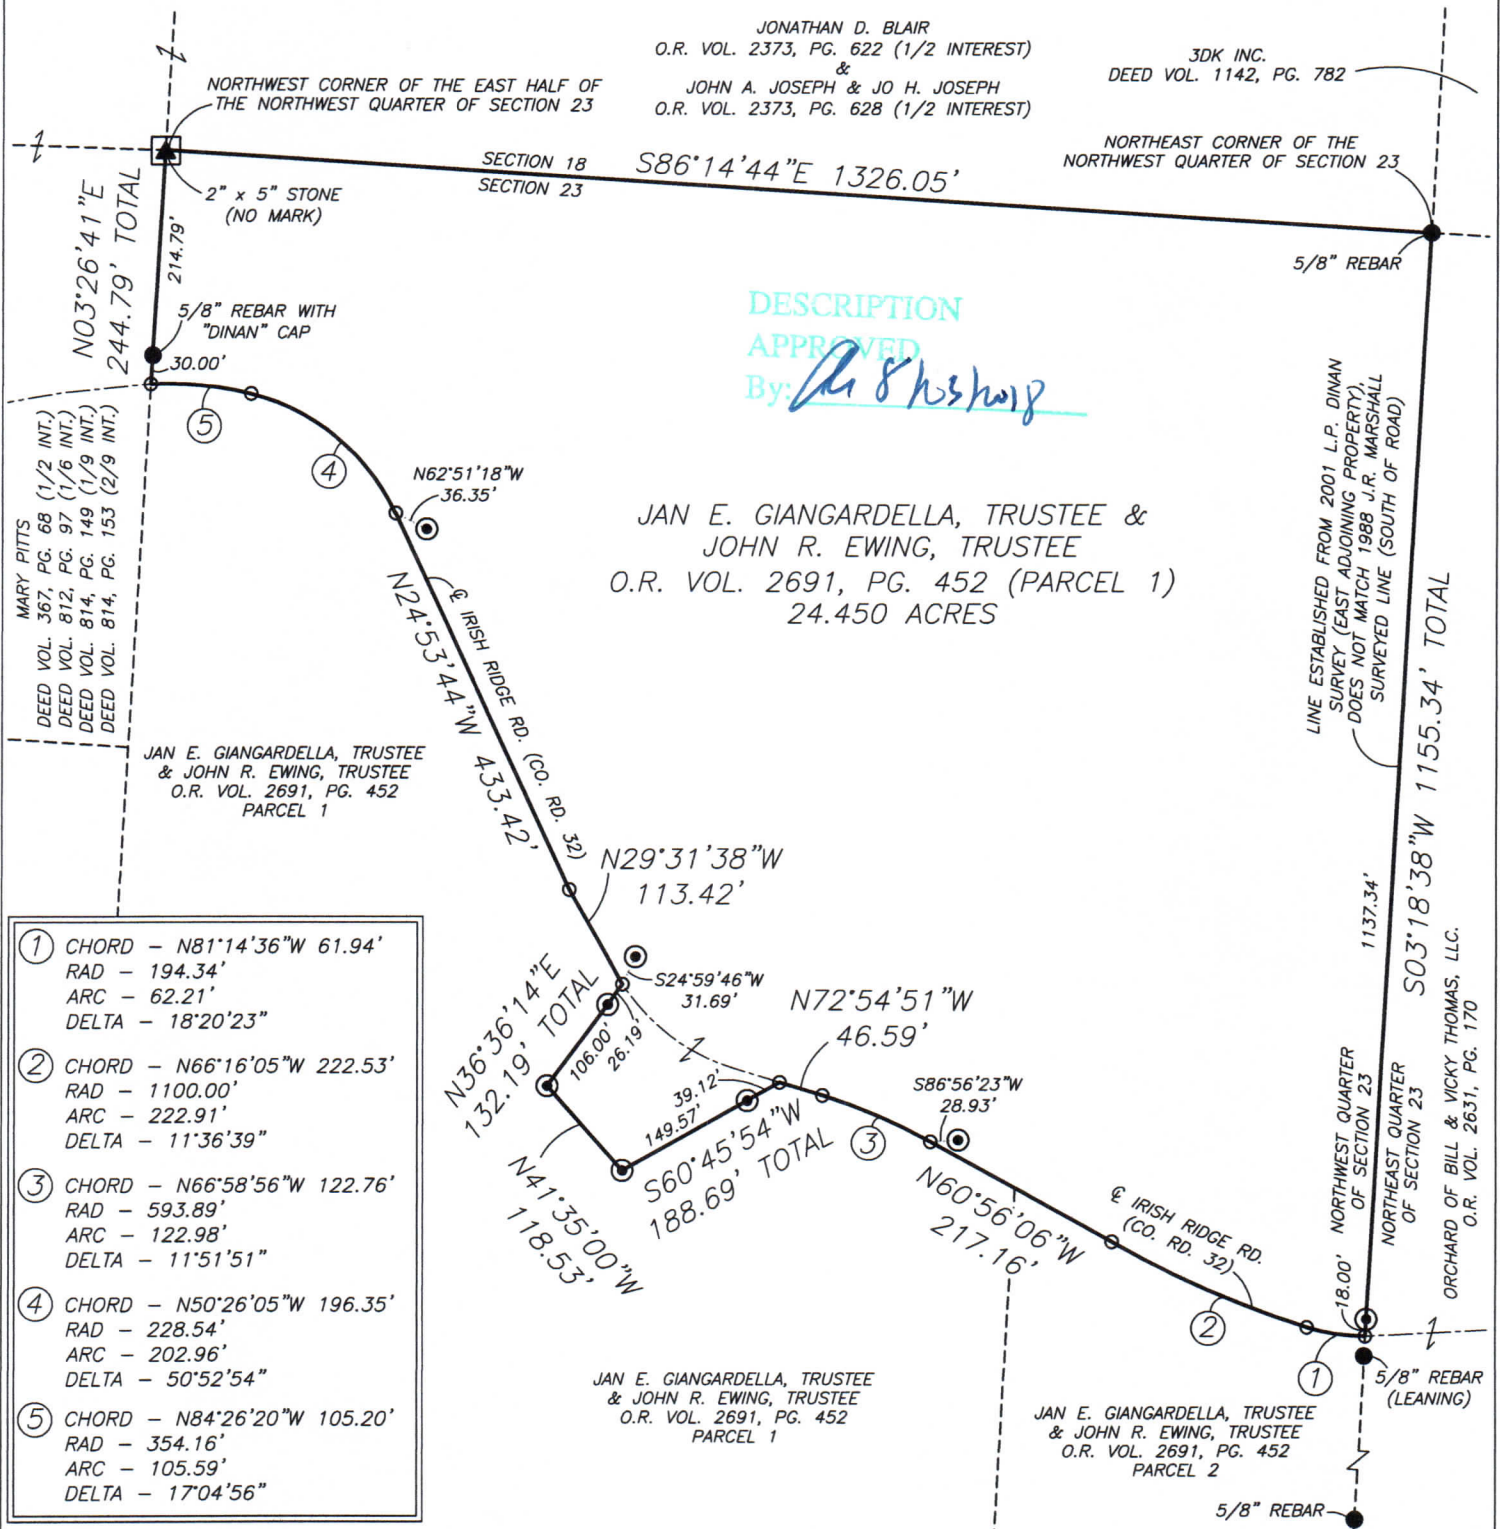 JONATHAN D. BLAIR
O.R. VOL. 2373, PG. 622 (1/2 INTEREST)
&
JOHN A. JOSEPH & JO H. JOSEPH
O.R. VOL. 2373, PG. 628 (1/2 INTEREST)
3DK INC.
DEED VOL. 1142, PG. 782
NORTHWEST CORNER OF THE EAST HALF OF
THE NORTHWEST QUARTER OF SECTION 23
NORTHEAST CORNER OF THE
NORTHWEST QUARTER OF SECTION 23
SECTION 18
SECTION 23
S86°14'44"E 1326.05'
2" x 5" STONE
(NO MARK)
N03°26'41"E
244.79' TOTAL
214.79'
5/8" REBAR
5/8" REBAR WITH
"DINAN" CAP
30.00'
DESCRIPTION
APPROVED
By:
MARY PITTS
DEED VOL. 367, PG. 68 (1/2 INT.)
DEED VOL. 812, PG. 97 (1/6 INT.)
DEED VOL. 814, PG. 149 (1/9 INT.)
DEED VOL. 814, PG. 153 (2/9 INT.)
5
4
N62°51'18"W
36.35'
JAN E. GIANGARDELLA, TRUSTEE &
JOHN R. EWING, TRUSTEE
O.R. VOL. 2691, PG. 452 (PARCEL 1)
24.450 ACRES
LINE ESTABLISHED FROM 2001 L.P. DINAN
SURVEY (EAST ADJOINING PROPERTY),
DOES NOT MATCH 1988 J.R. MARSHALL
SURVEYED LINE (SOUTH OF ROAD)
℄ IRISH RIDGE RD. (CO. RD. 32)
N24°53'44"W 433.42'
JAN E. GIANGARDELLA, TRUSTEE
& JOHN R. EWING, TRUSTEE
O.R. VOL. 2691, PG. 452
PARCEL 1
S03°18'38"W 1155.34' TOTAL
1137.34'
N29°31'38"W
113.42'
S24°59'46"W
31.69'
N36°36'14"E
132.19' TOTAL
106.00'
26.19'
N72°54'51"W
46.59'
39.12'
149.57'
S60°45'54"W
188.69' TOTAL
N41°35'00"W
118.53'
S86°56'23"W
28.93'
3
N60°56'06"W
217.16'
℄ IRISH RIDGE RD.
(CO. RD. 32)
2
18.00'
NORTHWEST QUARTER
OF SECTION 23
NORTHEAST QUARTER
OF SECTION 23
ORCHARD OF BILL & VICKY THOMAS, LLC.
O.R. VOL. 2631, PG. 170
1
5/8" REBAR
(LEANING)
JAN E. GIANGARDELLA, TRUSTEE
& JOHN R. EWING, TRUSTEE
O.R. VOL. 2691, PG. 452
PARCEL 1
JAN E. GIANGARDELLA, TRUSTEE
& JOHN R. EWING, TRUSTEE
O.R. VOL. 2691, PG. 452
PARCEL 2
5/8" REBAR
1 CHORD - N81°14'36"W 61.94'
RAD - 194.34'
ARC - 62.21'
DELTA - 18°20'23"
2 CHORD - N66°16'05"W 222.53'
RAD - 1100.00'
ARC - 222.91'
DELTA - 11°36'39"
3 CHORD - N66°58'56"W 122.76'
RAD - 593.89'
ARC - 122.98'
DELTA - 11°51'51"
4 CHORD - N50°26'05"W 196.35'
RAD - 228.54'
ARC - 202.96'
DELTA - 50°52'54"
5 CHORD - N84°26'20"W 105.20'
RAD - 354.16'
ARC - 105.59'
DELTA - 17°04'56"